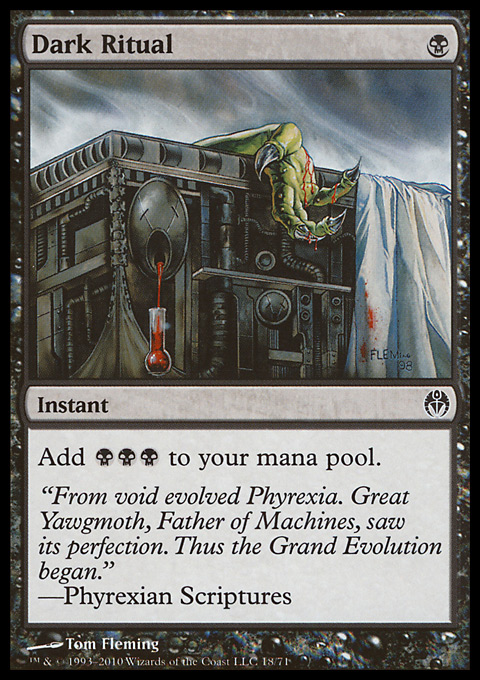 Dark Ritual
FLEMING
98
Instant
Add to your mana pool.
"From void evolved Phyrexia. Great
Yawgmoth, Father of Machines, saw
its perfection. Thus the Grand Evolution
began."
—Phyrexian Scriptures
Tom Fleming
™ & © 1993–2010 Wizards of the Coast LLC 18/71